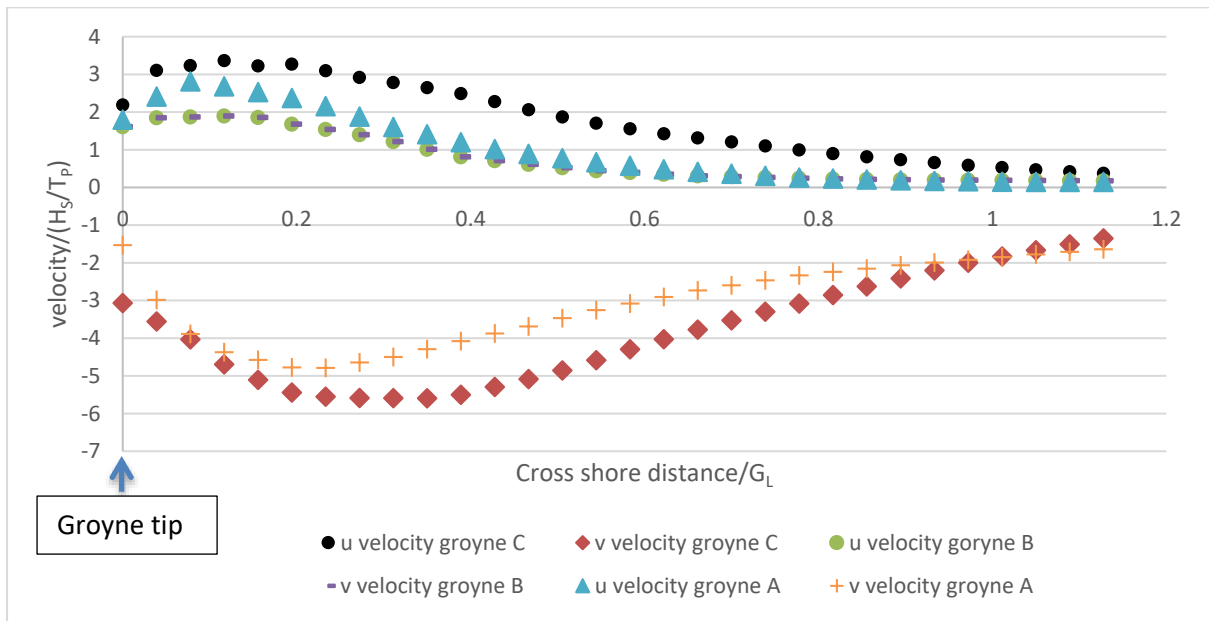 4
3
2
1
0
-1
-2
-3
-4
-5
-6
-7
velocity/(HS/TP)
0 0.2 0.4 0.6 0.8 1 1.2
Cross shore distance/GL
Groyne tip
u velocity groyne C v velocity groyne C u velocity goryne B
v velocity groyne B u velocity groyne A v velocity groyne A